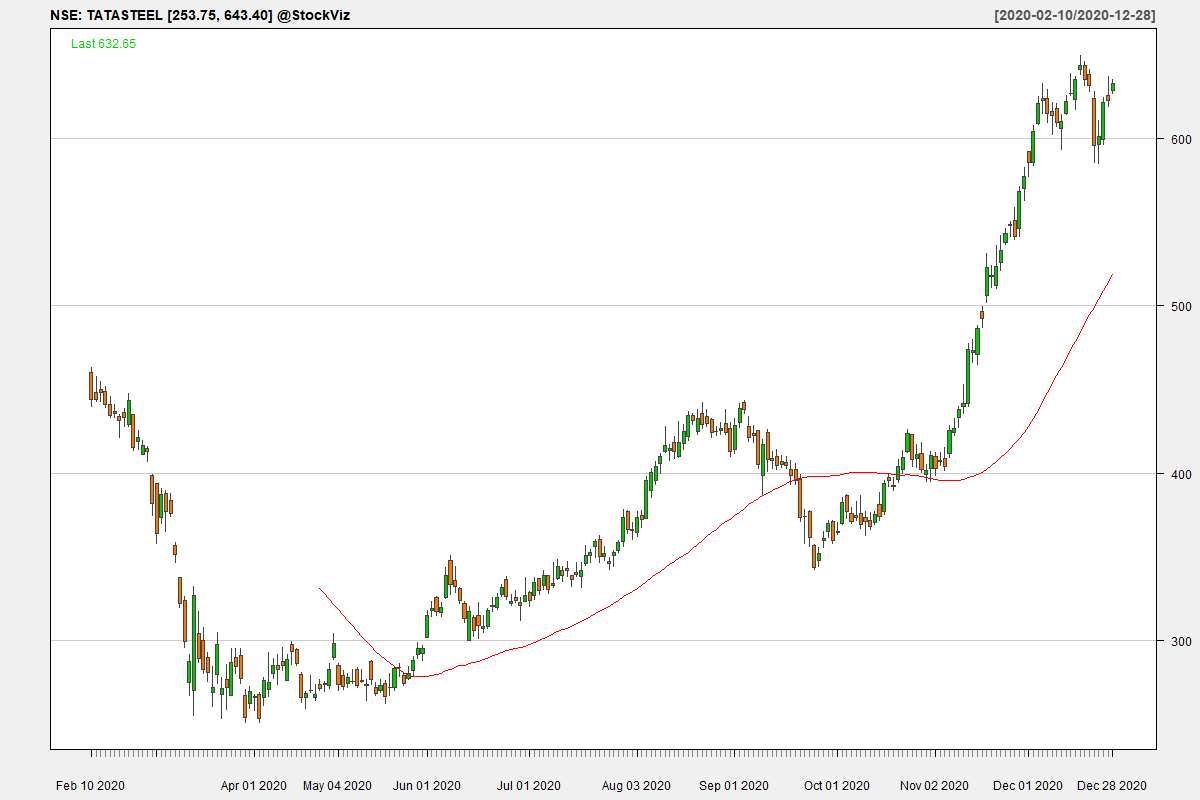 NSE: TATASTEEL [253.75, 643.40] @StockViz
[2020-02-10/2020-12-28]
Last 632.65
600
500
400
300
Feb 10 2020
Apr 01 2020
May 04 2020
Jun 01 2020
Jul 01 2020
Aug 03 2020
Sep 01 2020
Oct 01 2020
Nov 02 2020
Dec 01 2020
Dec 28 2020